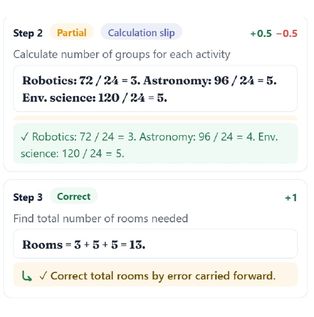 Step 2 Partial Calculation slip +0.5 −0.5
Calculate number of groups for each activity
Robotics: 72 / 24 = 3. Astronomy: 96 / 24 = 5.
Env. science: 120 / 24 = 5.
✓ Robotics: 72 / 24 = 3. Astronomy: 96 / 24 = 4. Env.
science: 120 / 24 = 5.
Step 3 Correct +1
Find total number of rooms needed
Rooms = 3 + 5 + 5 = 13.
✓ Correct total rooms by error carried forward.